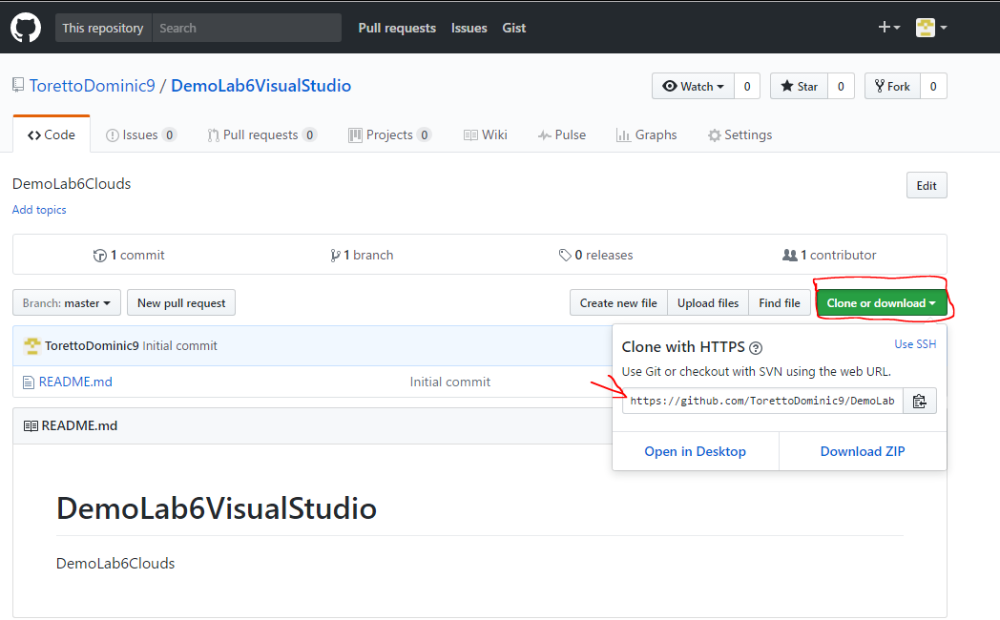 This repository Search Pull requests Issues Gist
TorettoDominic9 / DemoLab6VisualStudio Watch 0 Star 0 Fork 0
Code Issues 0 Pull requests 0 Projects 0 Wiki Pulse Graphs Settings
DemoLab6Clouds Edit
Add topics
1 commit 1 branch 0 releases 1 contributor
Branch: master New pull request Create new file Upload files Find file Clone or download
TorettoDominic9 Initial commit
README.md Initial commit
Clone with HTTPS Use SSH
Use Git or checkout with SVN using the web URL.
https://github.com/TorettoDominic9/DemoLab
Open in Desktop Download ZIP
README.md
DemoLab6VisualStudio
DemoLab6Clouds